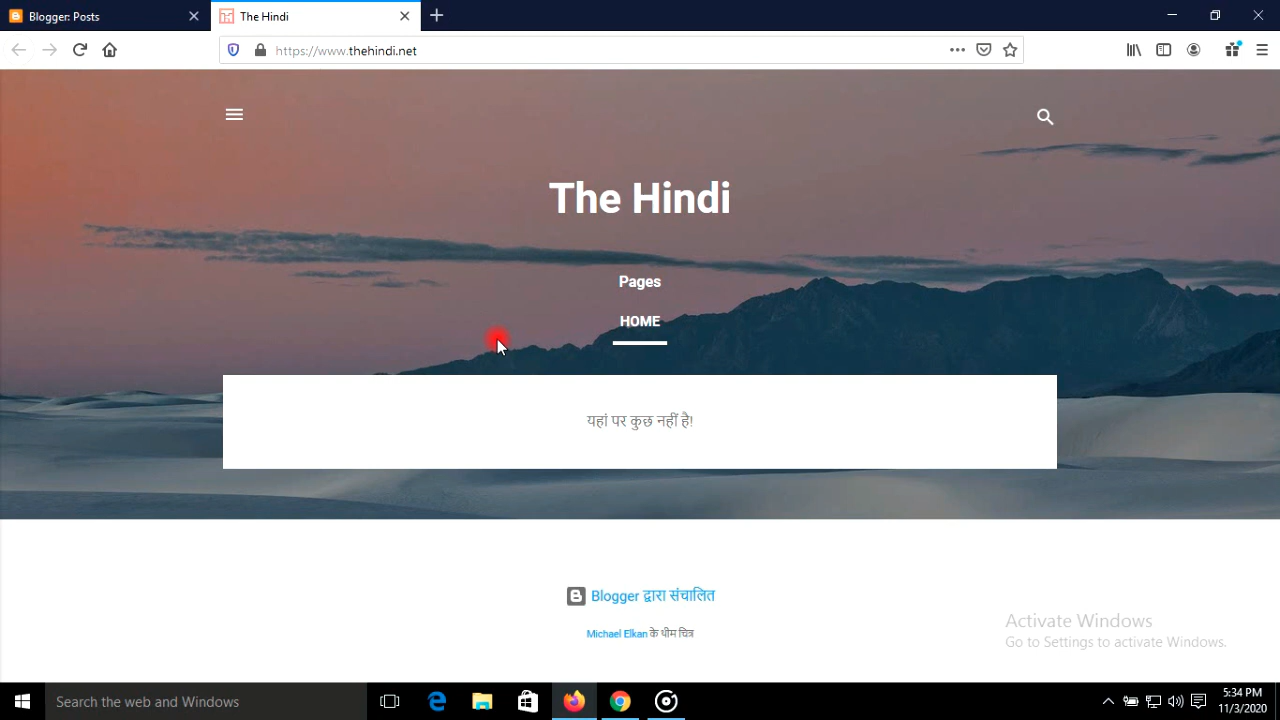 Blogger: Posts
The Hindi
https://www.thehindi.net
The Hindi
Pages
HOME
यहां पर कुछ नहीं है!
Blogger द्वारा संचालित
Michael Elkan के थीम चित्र
Activate Windows
Go to Settings to activate Windows.
Search the web and Windows
5:34 PM
11/3/2020